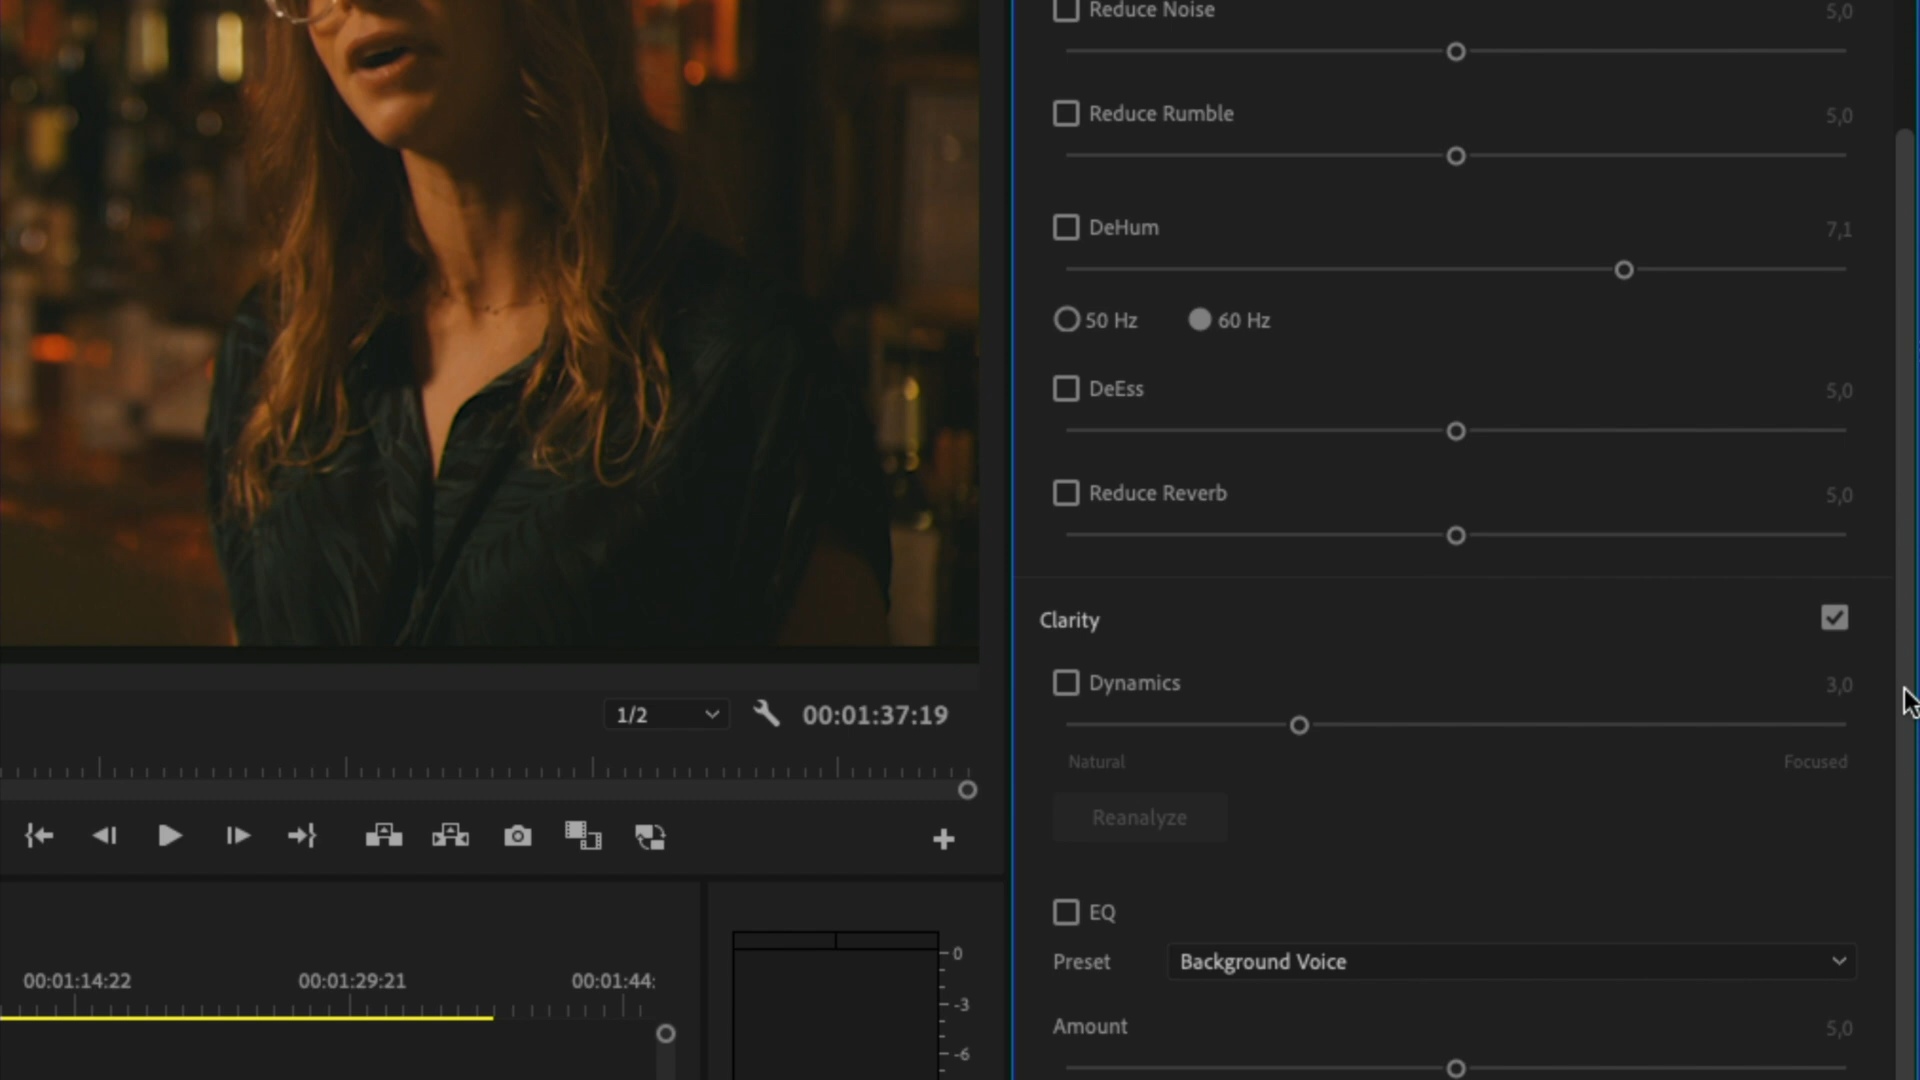 Reduce Noise 5,0
Reduce Rumble 5,0
DeHum 7,1
50 Hz 60 Hz
DeEss 5,0
Reduce Reverb 5,0
Clarity
Dynamics 3,0
Natural Focused
Reanalyze
EQ
Preset Background Voice
Amount 5,0
1/2 00:01:37:19
00:01:14:22 00:01:29:21 00:01:44:
0
-3
-6